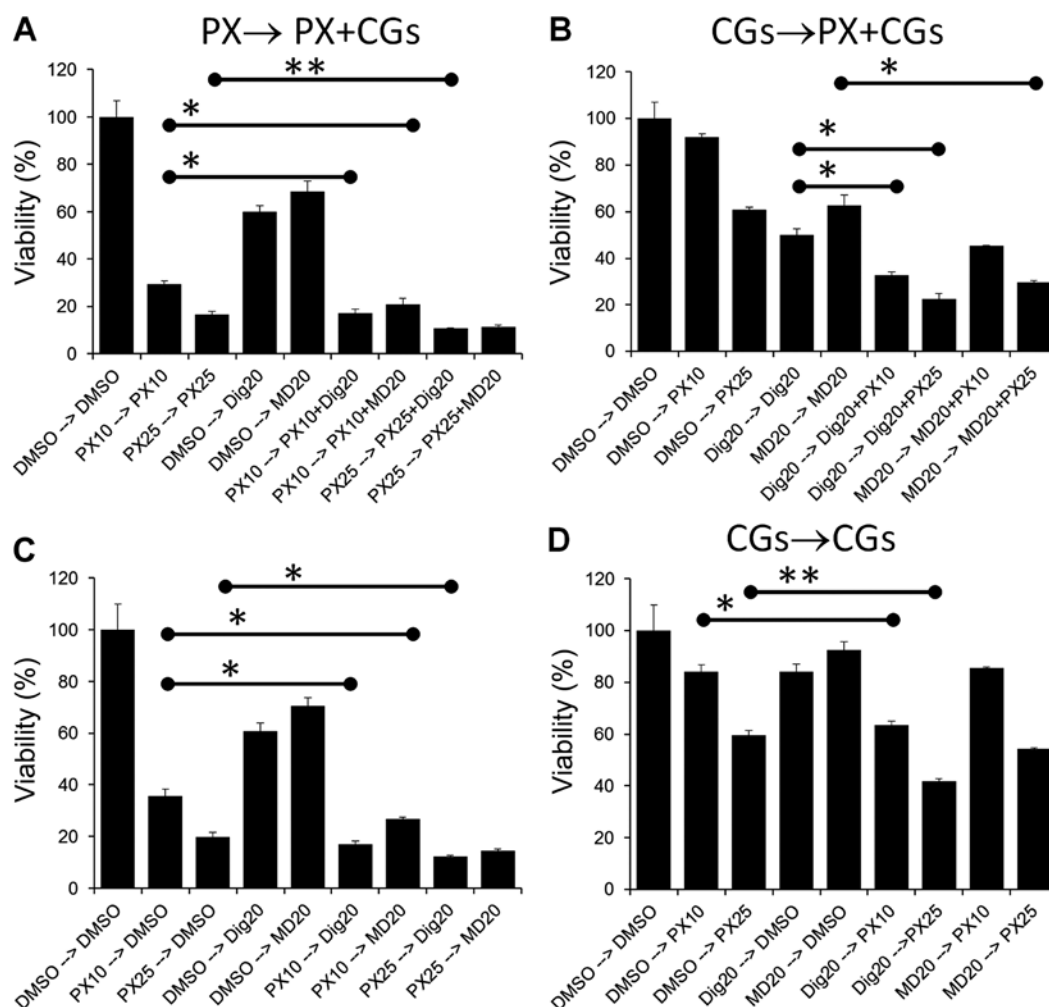 A
PX→ PX+CGs
Viability (%)
120
100
80
60
40
20
0
**
*
*
DMSO --> DMSO
PX10 --> PX10
PX25 --> PX25
DMSO --> Dig20
DMSO --> MD20
PX10 --> PX10+Dig20
PX10 --> PX10+MD20
PX25 --> PX25+Dig20
PX25 --> PX25+MD20
B
CGs→PX+CGs
Viability (%)
120
100
80
60
40
20
0
*
*
*
DMSO --> DMSO
DMSO --> PX10
DMSO --> PX25
Dig20 --> Dig20
MD20 --> MD20
Dig20 --> Dig20+PX10
Dig20 --> Dig20+PX25
MD20 --> MD20+PX10
MD20 --> MD20+PX25
C
Viability (%)
120
100
80
60
40
20
0
*
*
*
DMSO --> DMSO
PX10 --> DMSO
PX25 --> DMSO
DMSO --> Dig20
DMSO --> MD20
PX10 --> Dig20
PX10 --> MD20
PX25 --> Dig20
PX25 --> MD20
D
CGs→CGs
Viability (%)
120
100
80
60
40
20
0
**
*
DMSO --> DMSO
DMSO --> PX10
DMSO --> PX25
Dig20 --> DMSO
MD20 --> DMSO
Dig20 --> PX10
Dig20 -->PX25
MD20 --> PX10
MD20 --> PX25